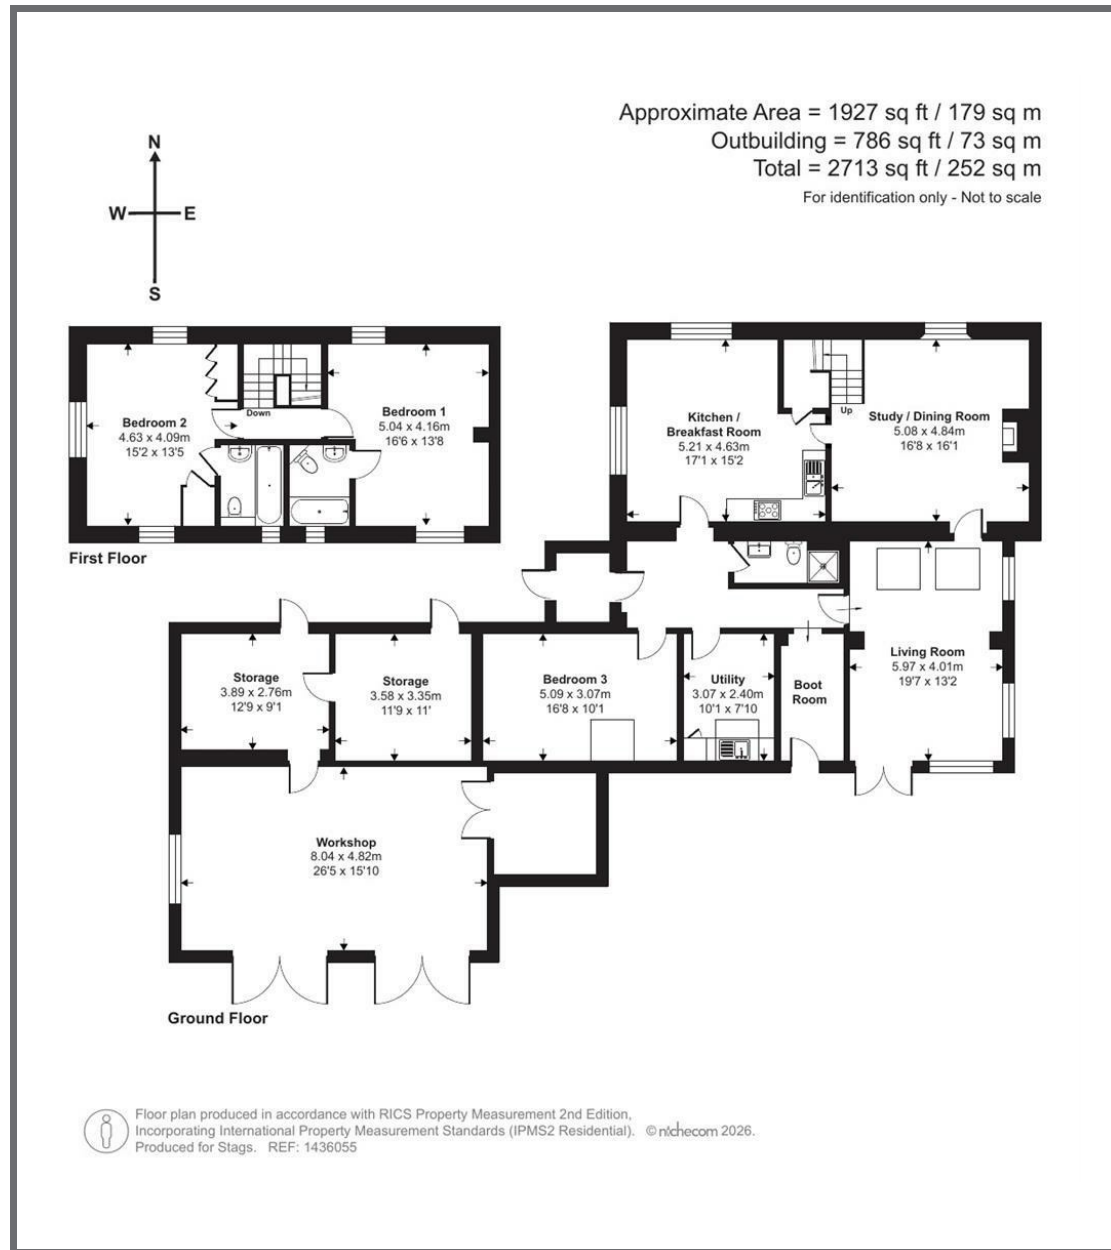 Approximate Area = 1927 sq ft / 179 sq m
Outbuilding = 786 sq ft / 73 sq m
Total = 2713 sq ft / 252 sq m
For identification only - Not to scale
N
W
E
S
Bedroom 2
4.63 x 4.09m
15'2 x 13'5
Down
Bedroom 1
5.04 x 4.16m
16'6 x 13'8
First Floor
Kitchen /
Breakfast Room
5.21 x 4.63m
17'1 x 15'2
Up
Study / Dining Room
5.08 x 4.84m
16'8 x 16'1
Living Room
5.97 x 4.01m
19'7 x 13'2
Storage
3.89 x 2.76m
12'9 x 9'1
Storage
3.58 x 3.35m
11'9 x 11'
Bedroom 3
5.09 x 3.07m
16'8 x 10'1
Utility
3.07 x 2.40m
10'1 x 7'10
Boot
Room
Workshop
8.04 x 4.82m
26'5 x 15'10
Ground Floor
Floor plan produced in accordance with RICS Property Measurement 2nd Edition,
Incorporating International Property Measurement Standards (IPMS2 Residential). © nichecom 2026.
Produced for Stags. REF: 1436055